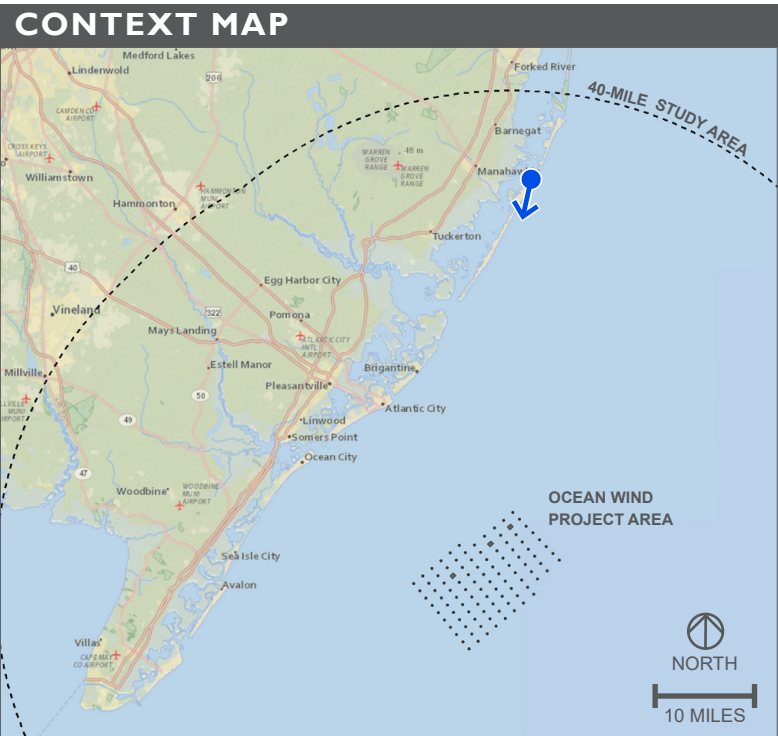 CONTEXT MAP
Medford Lakes
Forked River
Lindenwold
206
40-MILE STUDY AREA
CAMDEN CO
AIRPORT
Barnegat
CROSS KEYS
AIRPORT
WARREN
GROVE
RANGE
48 m
WARREN
GROVE
RANGE
Manahaw
Williamstown
HAMMONTON
MUNI
AIRPORT
Hammonton
Tuckerton
40
Egg Harbor City
Vineland
322
Pomona
Mays Landing
ATLANTIC CITY
INTL
AIRPORT
Estell Manor
Brigantine
Millville
Pleasantville
50
LLVILLE
MUNI
IRPORT
Atlantic City
49
Linwood
Somers Point
Ocean City
47
Woodbine
WOODBINE
MUNI
AIRPORT
OCEAN WIND
PROJECT AREA
Sea Isle City
Avalon
Villas
CAPE MAY
CO AIRPORT
NORTH
10 MILES